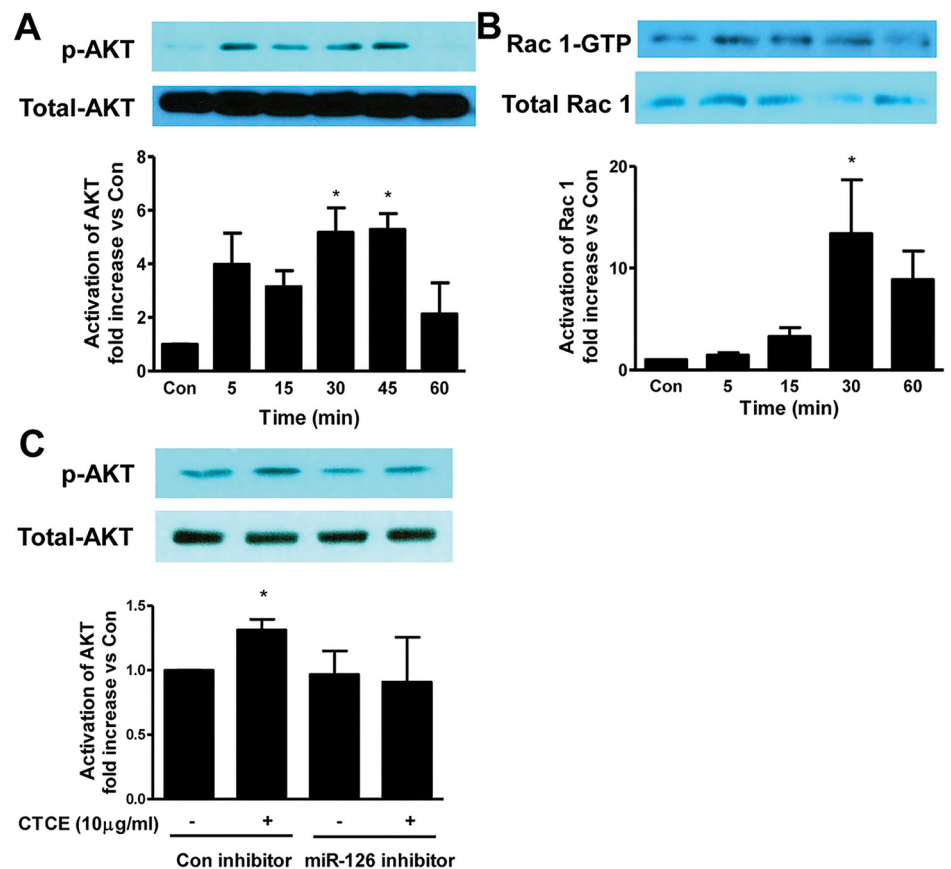 A
p-AKT
Total-AKT
Activation of AKT
fold increase vs Con
8
6
4
2
0
* *
Con 5 15 30 45 60
Time (min)
B
Rac 1-GTP
Total Rac 1
Activation of Rac 1
fold increase vs Con
20
10
0
*
Con 5 15 30 60
Time (min)
C
p-AKT
Total-AKT
Activation of AKT
fold increase vs Con
1.5
1.0
0.5
0.0
*
CTCE (10μg/ml) - + - +
Con inhibitor miR-126 inhibitor